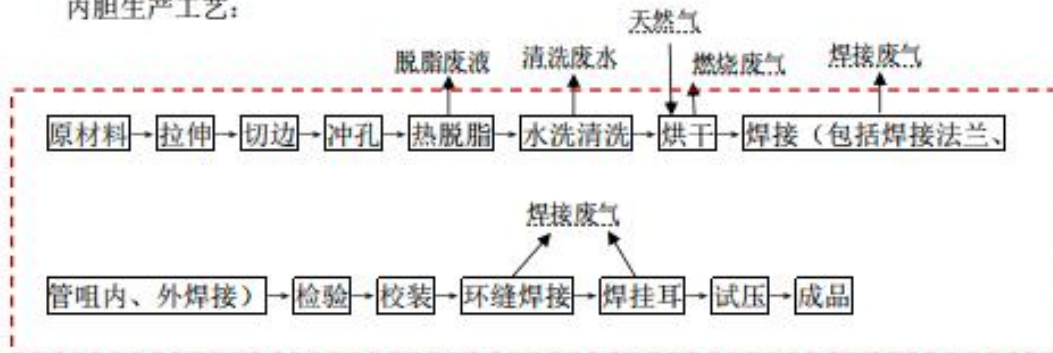 内胆生产工艺：
天然气
脱脂废液 清洗废水 燃烧废气 焊接废气
原材料 拉伸 切边 冲孔 热脱脂 水洗清洗 烘干 焊接（包括焊接法兰、
焊接废气
管咀内、外焊接） 检验 校装 环缝焊接 焊挂耳 试压 成品